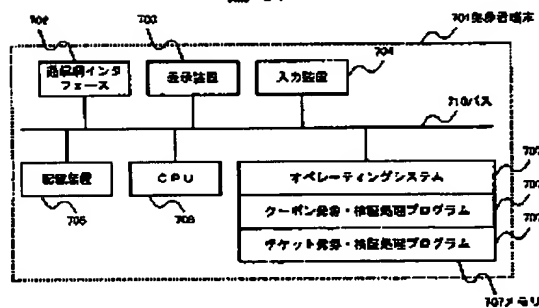 701発券者端末
702
703
704
通信網インタ
フェース
表示装置
入力装置
710バス
記憶装置
CPU
オペレーティングシステム
クーポン発券・検証処理プログラム
チケット発券・検証処理プログラム
705
706
707
707
707
707メモリ